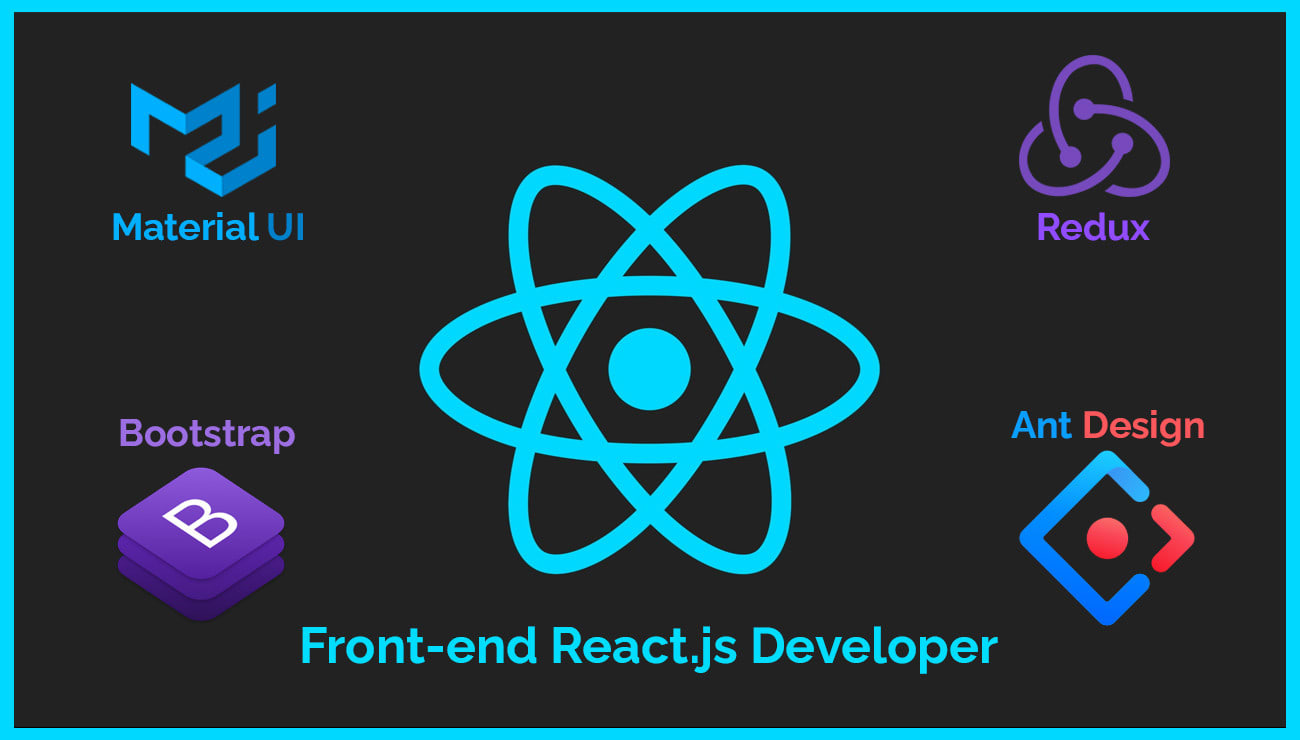 Material UI
Redux
Bootstrap
B
Ant Design
Front-end React.js Developer